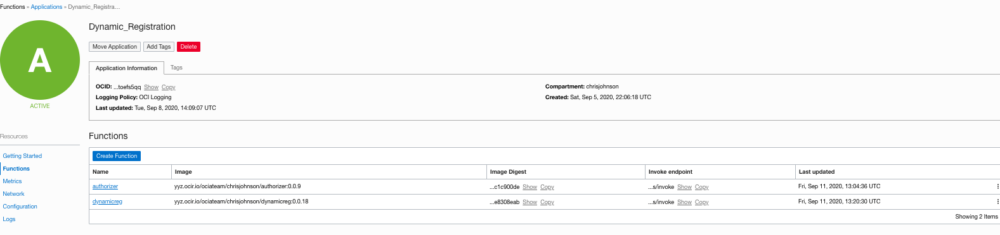 Functions » Applications » Dynamic_Registra...
A
ACTIVE
Dynamic_Registration
Move Application Add Tags Delete
Application Information Tags
OCID: ...toefs5qq Show Copy
Logging Policy: OCI Logging
Last updated: Tue, Sep 8, 2020, 14:09:07 UTC
Compartment: chrisjohnson
Created: Sat, Sep 5, 2020, 22:06:18 UTC
Resources
Getting Started
Functions
Metrics
Network
Configuration
Logs
Functions
Create Function
Name Image Image Digest Invoke endpoint Last updated
authorizer yyz.ocir.io/ociateam/chrisjohnson/authorizer:0.0.9 ...c1c900de Show Copy ...s/invoke Show Copy Fri, Sep 11, 2020, 13:04:36 UTC
dynamicreg yyz.ocir.io/ociateam/chrisjohnson/dynamicreg:0.0.18 ...e8308eab Show Copy ...s/invoke Show Copy Fri, Sep 11, 2020, 13:20:30 UTC
Showing 2 Items